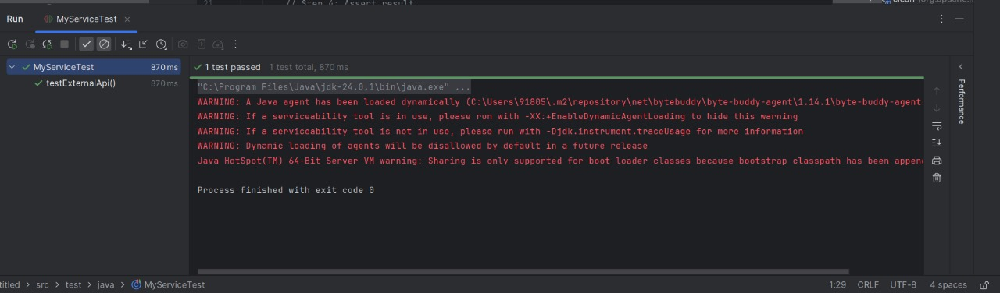 // Step 4: Assert result
Run
MyServiceTest
MyServiceTest 870 ms
testExternalApi() 870 ms
1 test passed 1 test total, 870 ms
"C:\Program Files\Java\jdk-24.0.1\bin\java.exe" ...
WARNING: A Java agent has been loaded dynamically (C:\Users\91805\.m2\repository\net\bytebuddy\byte-buddy-agent\1.14.1\byte-buddy-agent-
WARNING: If a serviceability tool is in use, please run with -XX:+EnableDynamicAgentLoading to hide this warning
WARNING: If a serviceability tool is not in use, please run with -Djdk.instrument.traceUsage for more information
WARNING: Dynamic loading of agents will be disallowed by default in a future release
Java HotSpot(TM) 64-Bit Server VM warning: Sharing is only supported for boot loader classes because bootstrap classpath has been appen
Process finished with exit code 0
Performance
titled > src > test > java > MyServiceTest 1:29 CRLF UTF-8 4 spaces